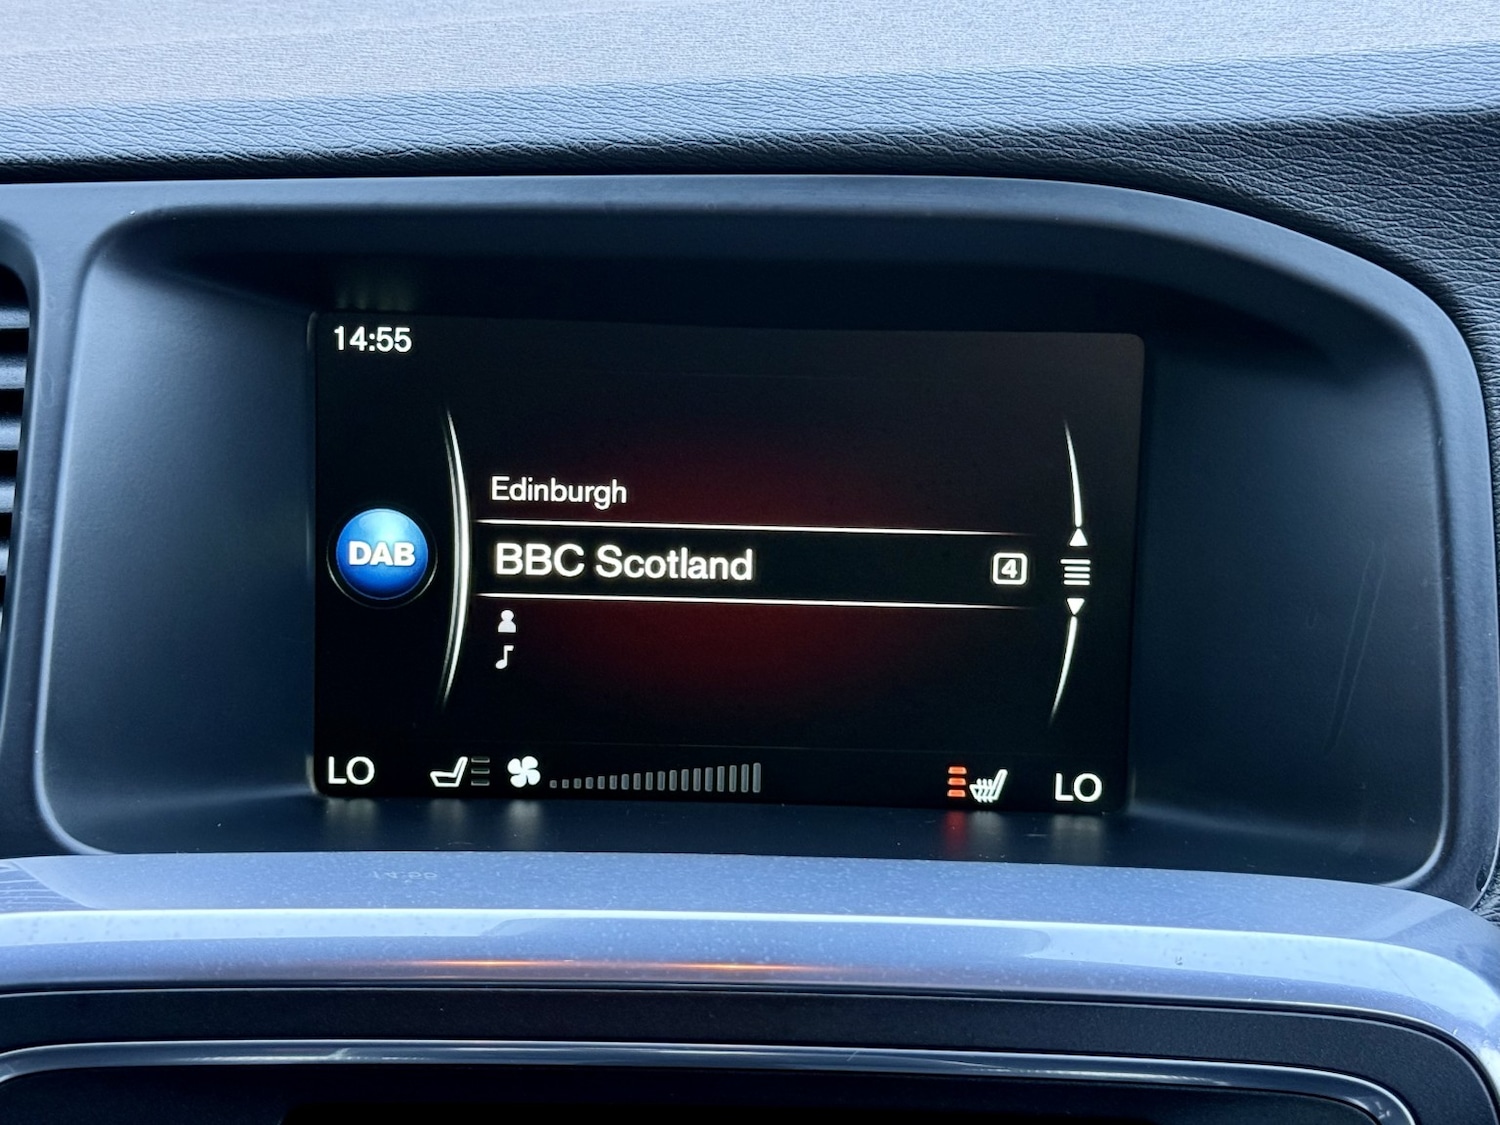 14:55
Edinburgh
DAB
BBC Scotland 4
LO LO